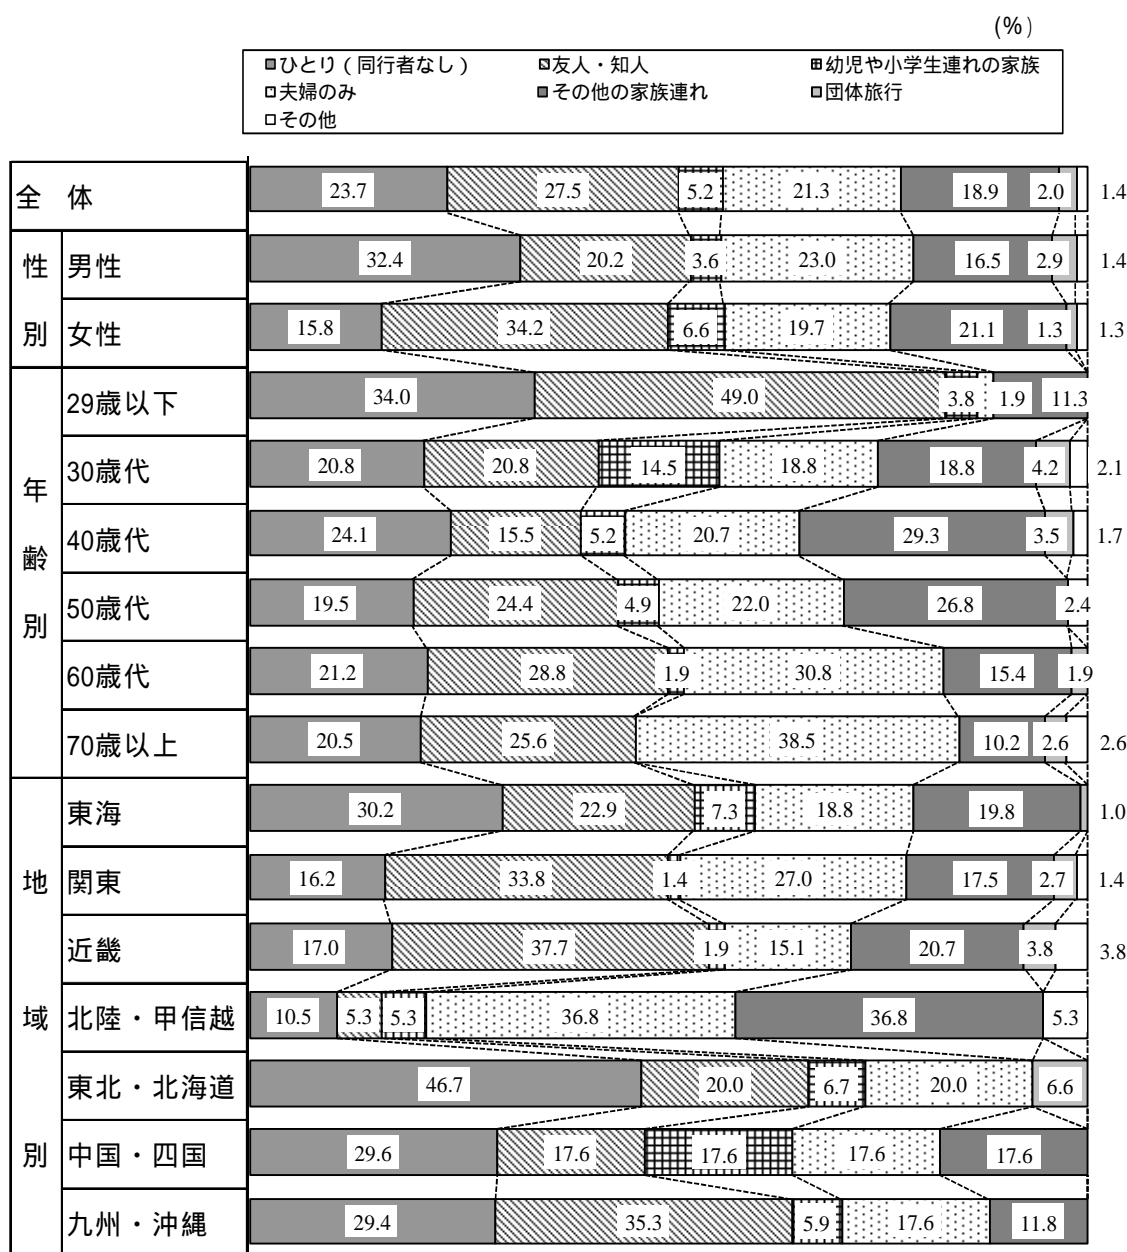 (%)
ひとり（同行者なし） 友人・知人 幼児や小学生連れの家族
夫婦のみ その他の家族連れ 団体旅行
その他
全 体 23.7 27.5 5.2 21.3 18.9 2.0 1.4
性別
男性 32.4 20.2 3.6 23.0 16.5 2.9 1.4
女性 15.8 34.2 6.6 19.7 21.1 1.3 1.3
年齢別
29歳以下 34.0 49.0 3.8 1.9 11.3
30歳代 20.8 20.8 14.5 18.8 18.8 4.2 2.1
40歳代 24.1 15.5 5.2 20.7 29.3 3.5 1.7
50歳代 19.5 24.4 4.9 22.0 26.8 2.4
60歳代 21.2 28.8 1.9 30.8 15.4 1.9
70歳以上 20.5 25.6 38.5 10.2 2.6 2.6
地域別
東海 30.2 22.9 7.3 18.8 19.8 1.0
関東 16.2 33.8 1.4 27.0 17.5 2.7 1.4
近畿 17.0 37.7 1.9 15.1 20.7 3.8 3.8
北陸・甲信越 10.5 5.3 5.3 36.8 36.8 5.3
東北・北海道 46.7 20.0 6.7 20.0 6.6
中国・四国 29.6 17.6 17.6 17.6 17.6
九州・沖縄 29.4 35.3 5.9 17.6 11.8